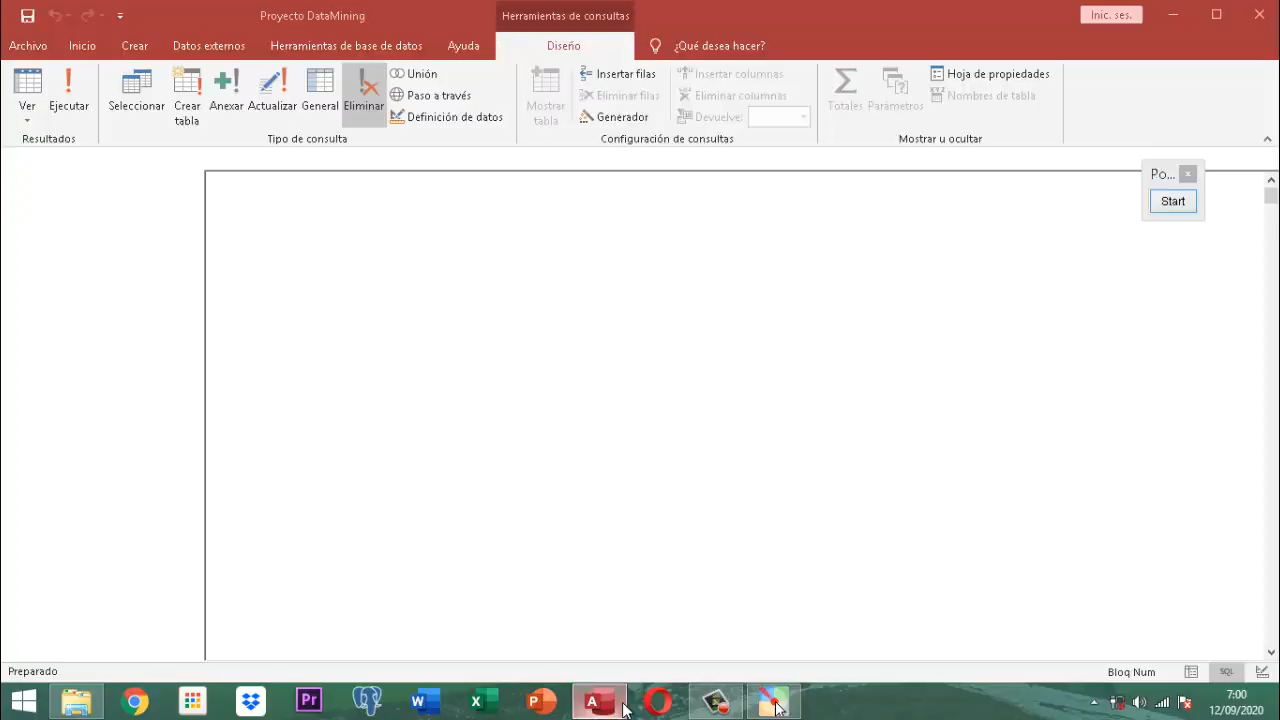 Proyecto DataMining
Herramientas de consultas
Inic. ses.
Archivo
Inicio
Crear
Datos externos
Herramientas de base de datos
Ayuda
Diseño
¿Qué desea hacer?
Ver
Ejecutar
Seleccionar
Crear
tabla
Anexar
Actualizar
General
Eliminar
Unión
Paso a través
Definición de datos
Mostrar
tabla
Insertar filas
Eliminar filas
Generador
Insertar columnas
Eliminar columnas
Devuelve:
Totales
Parámetros
Hoja de propiedades
Nombres de tabla
Resultados
Tipo de consulta
Configuración de consultas
Mostrar u ocultar
Po...
Start
Preparado
Bloq Num
SQL
Pr
W
X
P
A
7:00
12/09/2020